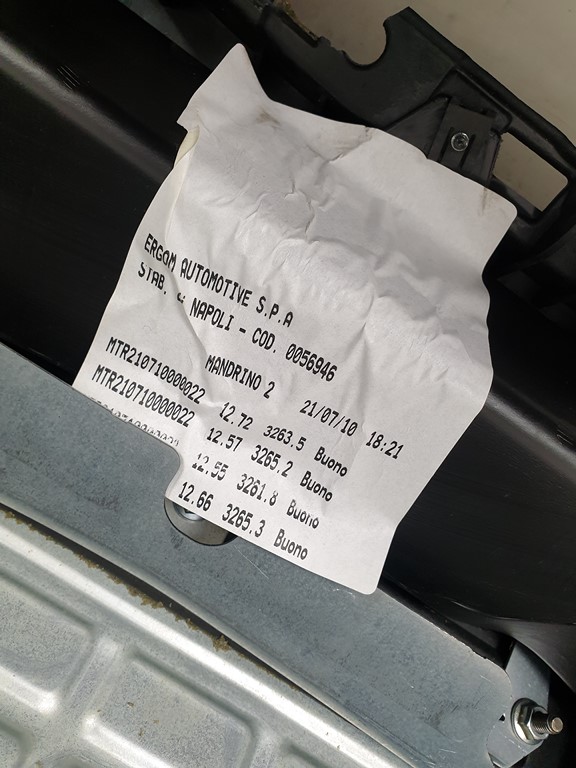 ERGOM AUTOMOTIVE S.P.A
STAB. NAPOLI - COD. 0056946
MANDRINO 2 21/07/10 18:21
MTR210710000022 12.72 3263.5 Buono
MTR210710000022 12.57 3265.2 Buono
12.55 3261.8 Buono
12.66 3265.3 Buono